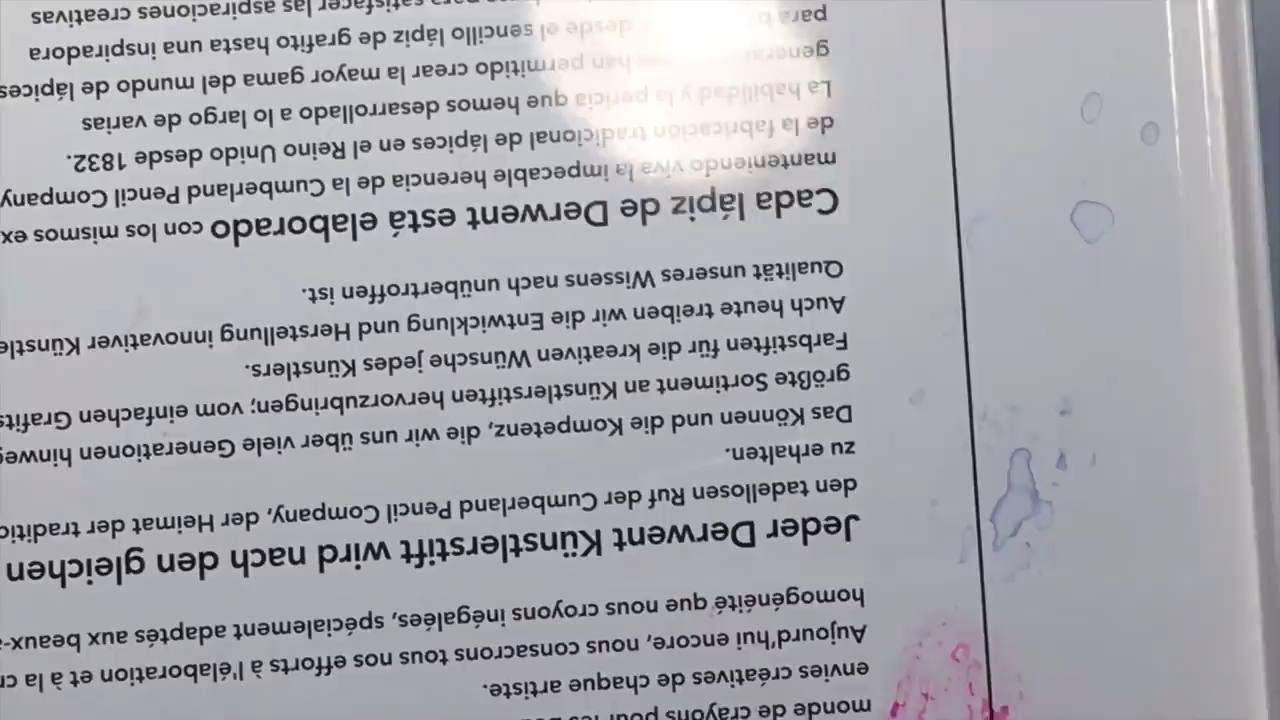 monde de crayons pour
envies créatives de chaque artiste.
Aujourd'hui encore, nous consacrons tous nos efforts à l'élaboration et à la
homogénéité que nous croyons inégalées, spécialement adaptés aux beaux-
Jeder Derwent Künstlerstift wird nach den gleichen
den tadellosen Ruf der Cumberland Pencil Company, der Heimat der
zu erhalten.
Das Können und die Kompetenz, die wir uns über viele Generationen
größte Sortiment an Künstlerstiften hervorzubringen; vom einfachen
Farbstiften für die kreativen Wünsche jedes Künstlers.
Auch heute treiben wir die Entwicklung und Herstellung innovativer
Qualität unseres Wissens nach unübertroffen ist.
Cada lápiz de Derwent está elaborado con los mismos
manteniendo viva la impecable herencia de la Cumberland Pencil Company
de la fabricación tradicional de lápices en el Reino Unido desde 1832.
La habilidad y la pericia que hemos desarrollado a lo largo de varias
han permitido crear la mayor gama del mundo de lápices
para desde el sencillo lápiz de grafito hasta una inspiradora
para satisfacer las aspiraciones creativas